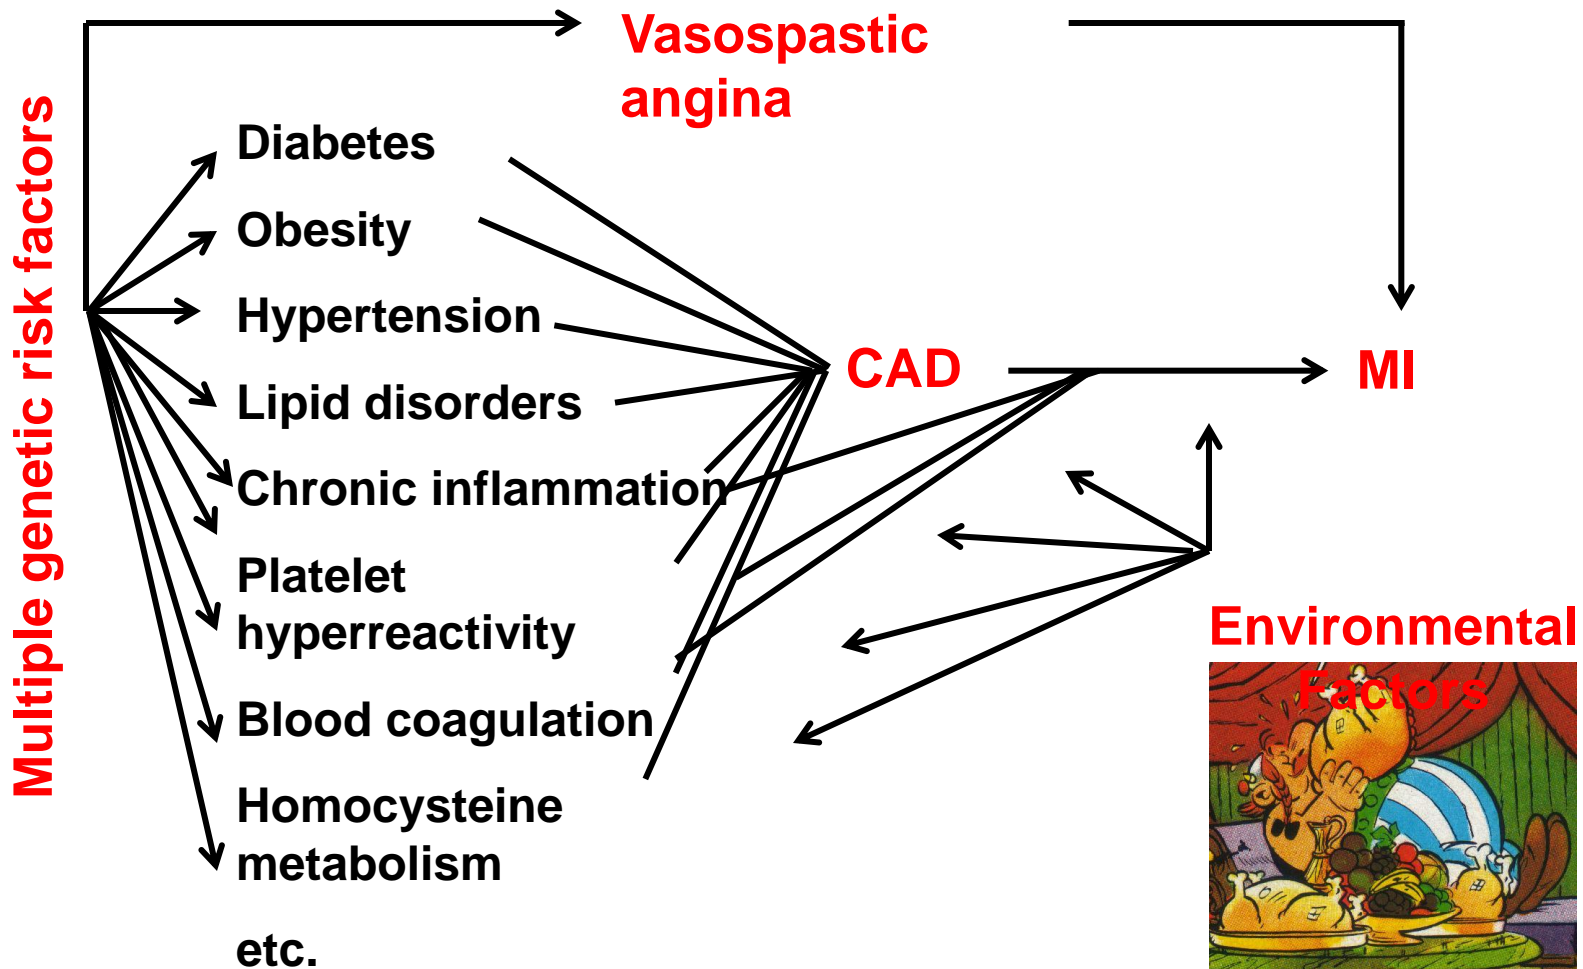 Vasospastic
angina
Multiple genetic risk factors
Diabetes
Obesity
Hypertension
Lipid disorders
Chronic inflammation
Platelet
hyperreactivity
Blood coagulation
Homocysteine
metabolism
etc.
CAD
MI
Environmental
Factors